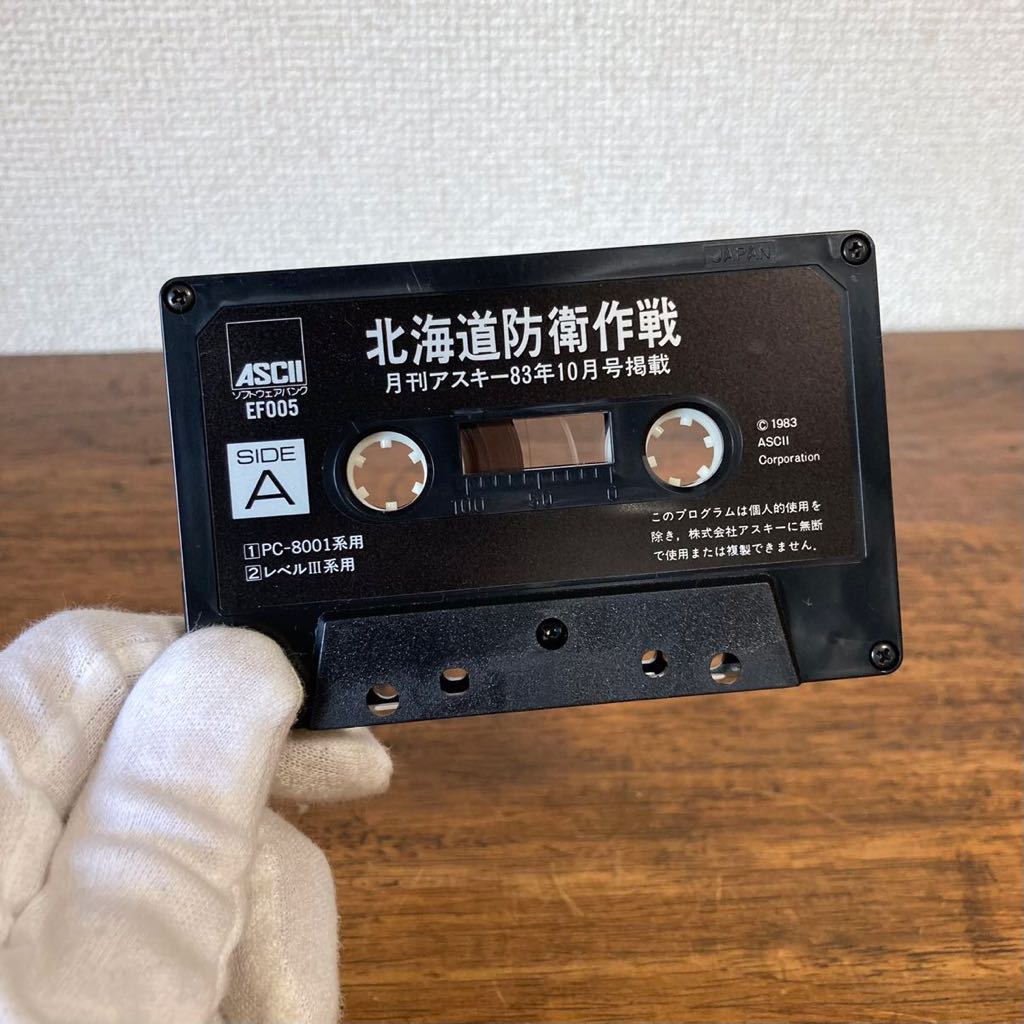 JAPAN
北海道防衛作戦
月刊アスキー83年10月号掲載
ASCII
ソフトウェアバンク
EF005
SIDE
A
100 50 0
© 1983
ASCII
Corporation
1 PC-8001系用
2 レベルIII系用
このプログラムは個人的使用を
除き，株式会社アスキーに無断
で使用または複製できません．